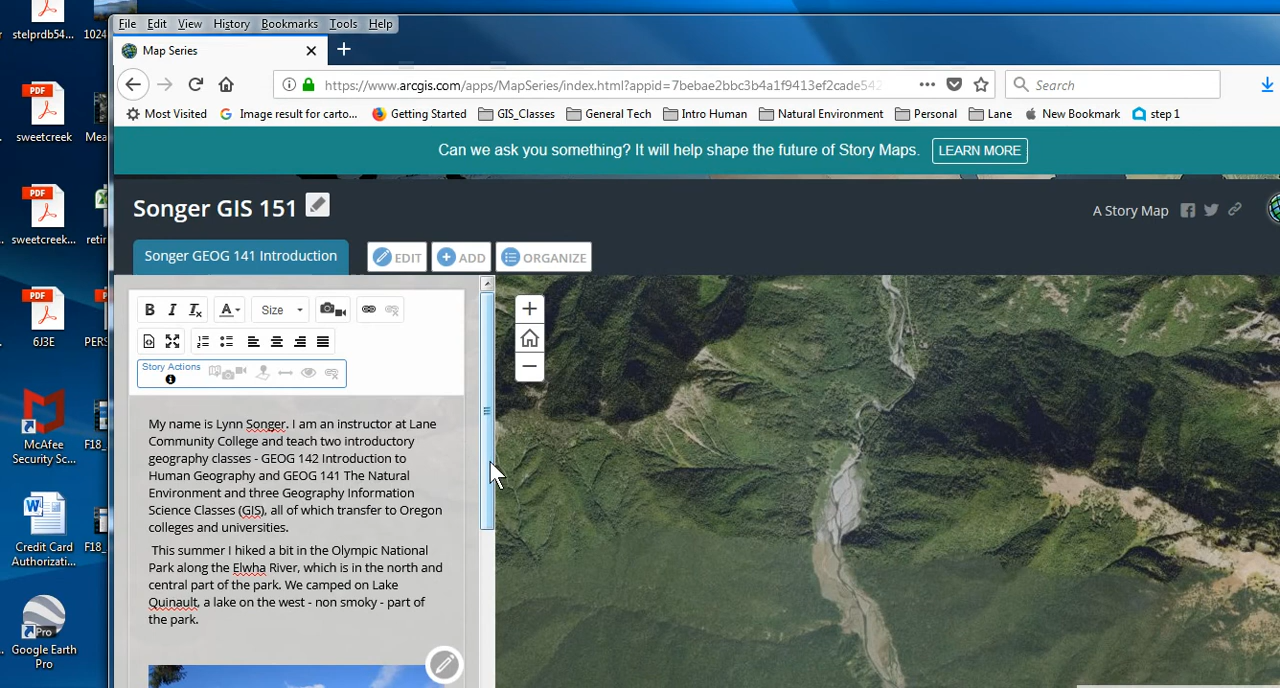 stelprdb54...
1024
sweetcreek
Mea
sweetcreek...
retir
6J3E
PERS
McAfee
Security Sc...
F18_
Credit Card
Authorizati...
F18_
Google Earth
Pro
File Edit View History Bookmarks Tools Help
Map Series
https://www.arcgis.com/apps/MapSeries/index.html?appid=7bebae2bbc3b4a1f9413ef2cade542
Search
Most Visited Image result for carto... Getting Started GIS_Classes General Tech Intro Human Natural Environment Personal Lane New Bookmark step 1
Can we ask you something? It will help shape the future of Story Maps. LEARN MORE
Songer GIS 151
A Story Map
Songer GEOG 141 Introduction EDIT ADD ORGANIZE
B I Ix A Size
Story Actions
My name is Lynn Songer. I am an instructor at Lane
Community College and teach two introductory
geography classes - GEOG 142 Introduction to
Human Geography and GEOG 141 The Natural
Environment and three Geography Information
Science Classes (GIS), all of which transfer to Oregon
colleges and universities.
This summer I hiked a bit in the Olympic National
Park along the Elwha River, which is in the north and
central part of the park. We camped on Lake
Quinault, a lake on the west - non smoky - part of
the park.